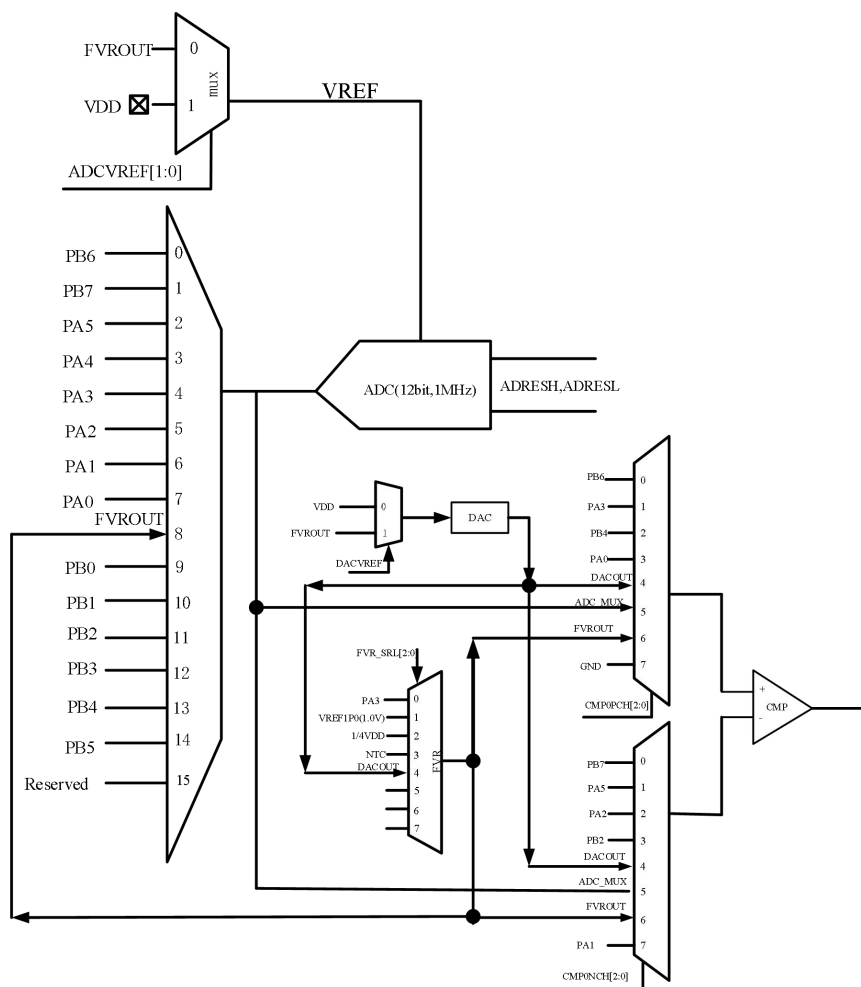 FVROUT
0
mux
VDD
1
VREF
ADCVREF[1:0]
PB6
0
PB7
1
PA5
2
PA4
3
PA3
4
PA2
5
PA1
6
PA0
7
FVROUT
8
PB0
9
PB1
10
PB2
11
PB3
12
PB4
13
PB5
14
Reserved
15
ADC(12bit,1MHz)
ADRESH,ADRESL
VDD
0
FVROUT
1
DACVREF
DAC
FVR_SRL[2:0]
PA3
0
VREF1P0(1.0V)
1
1/4VDD
2
NTC
3
DACOUT
4
5
6
7
FVR
PB6
0
PA3
1
PB4
2
PA0
3
DACOUT
4
ADC_MUX
5
FVROUT
6
GND
7
CMP0PCH[2:0]
+
CMP
-
PB7
0
PA5
1
PA2
2
PB2
3
DACOUT
4
ADC_MUX
5
FVROUT
6
PA1
7
CMP0NCH[2:0]